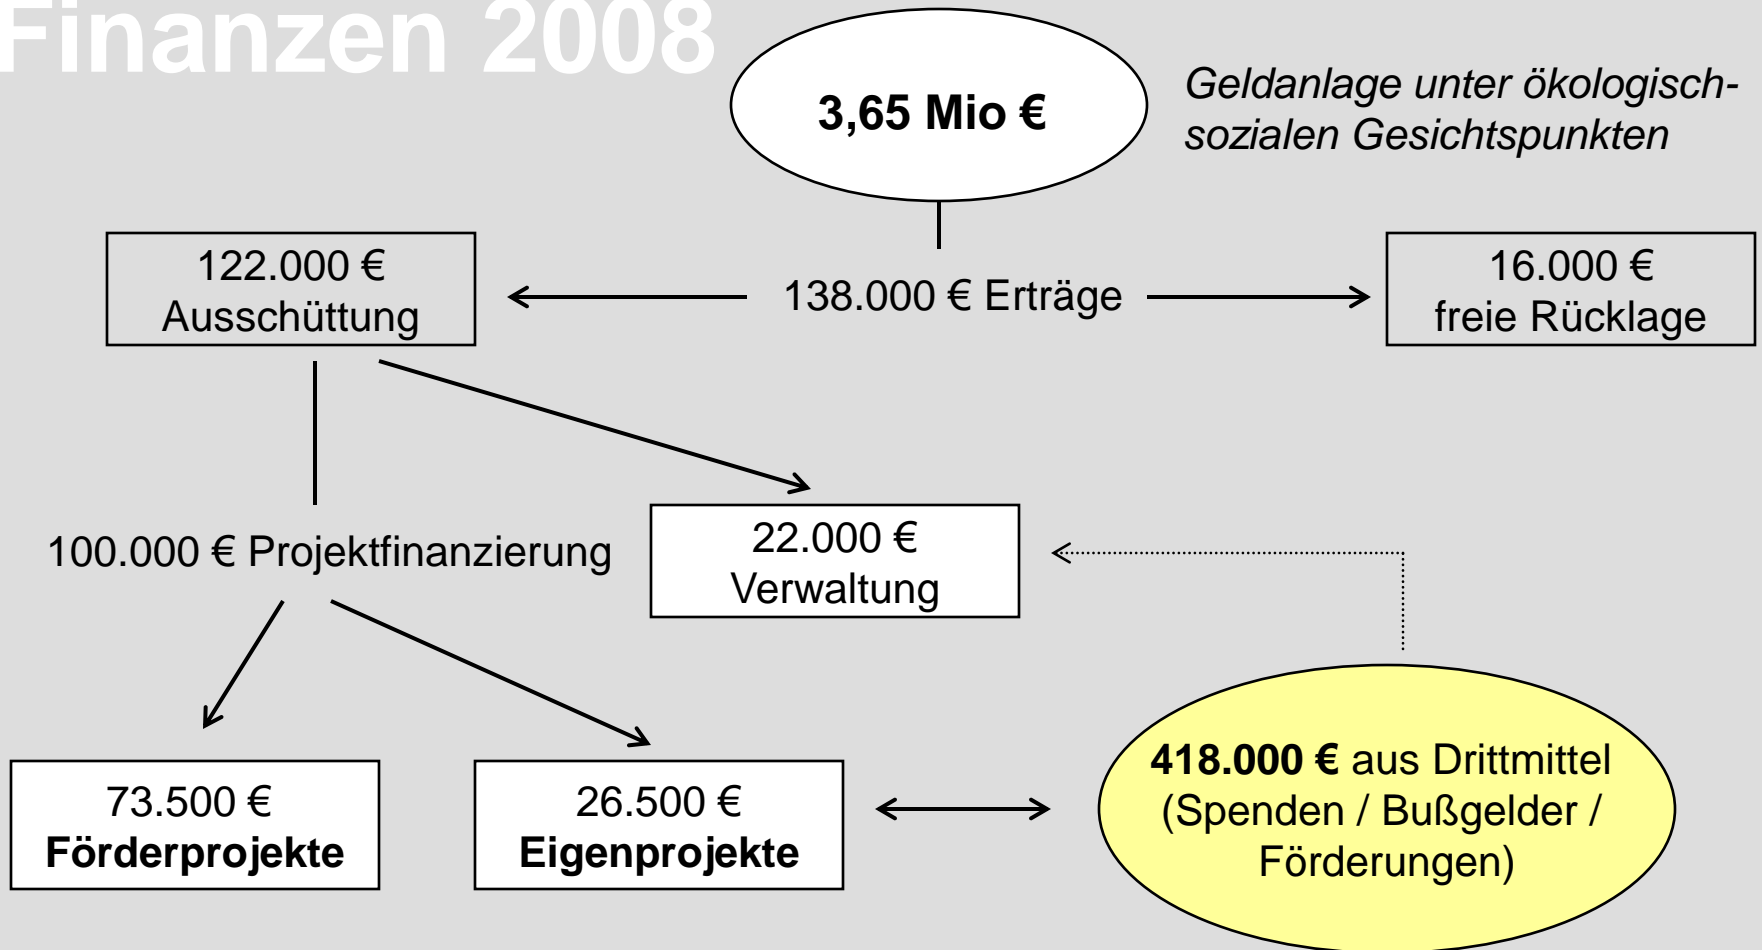 Finanzen 2008
3,65 Mio €
Geldanlage unter ökologisch-
sozialen Gesichtspunkten
122.000 €
Ausschüttung
138.000 € Erträge
16.000 €
freie Rücklage
100.000 € Projektfinanzierung
22.000 €
Verwaltung
73.500 €
Förderprojekte
26.500 €
Eigenprojekte
418.000 € aus Drittmittel
(Spenden / Bußgelder /
Förderungen)